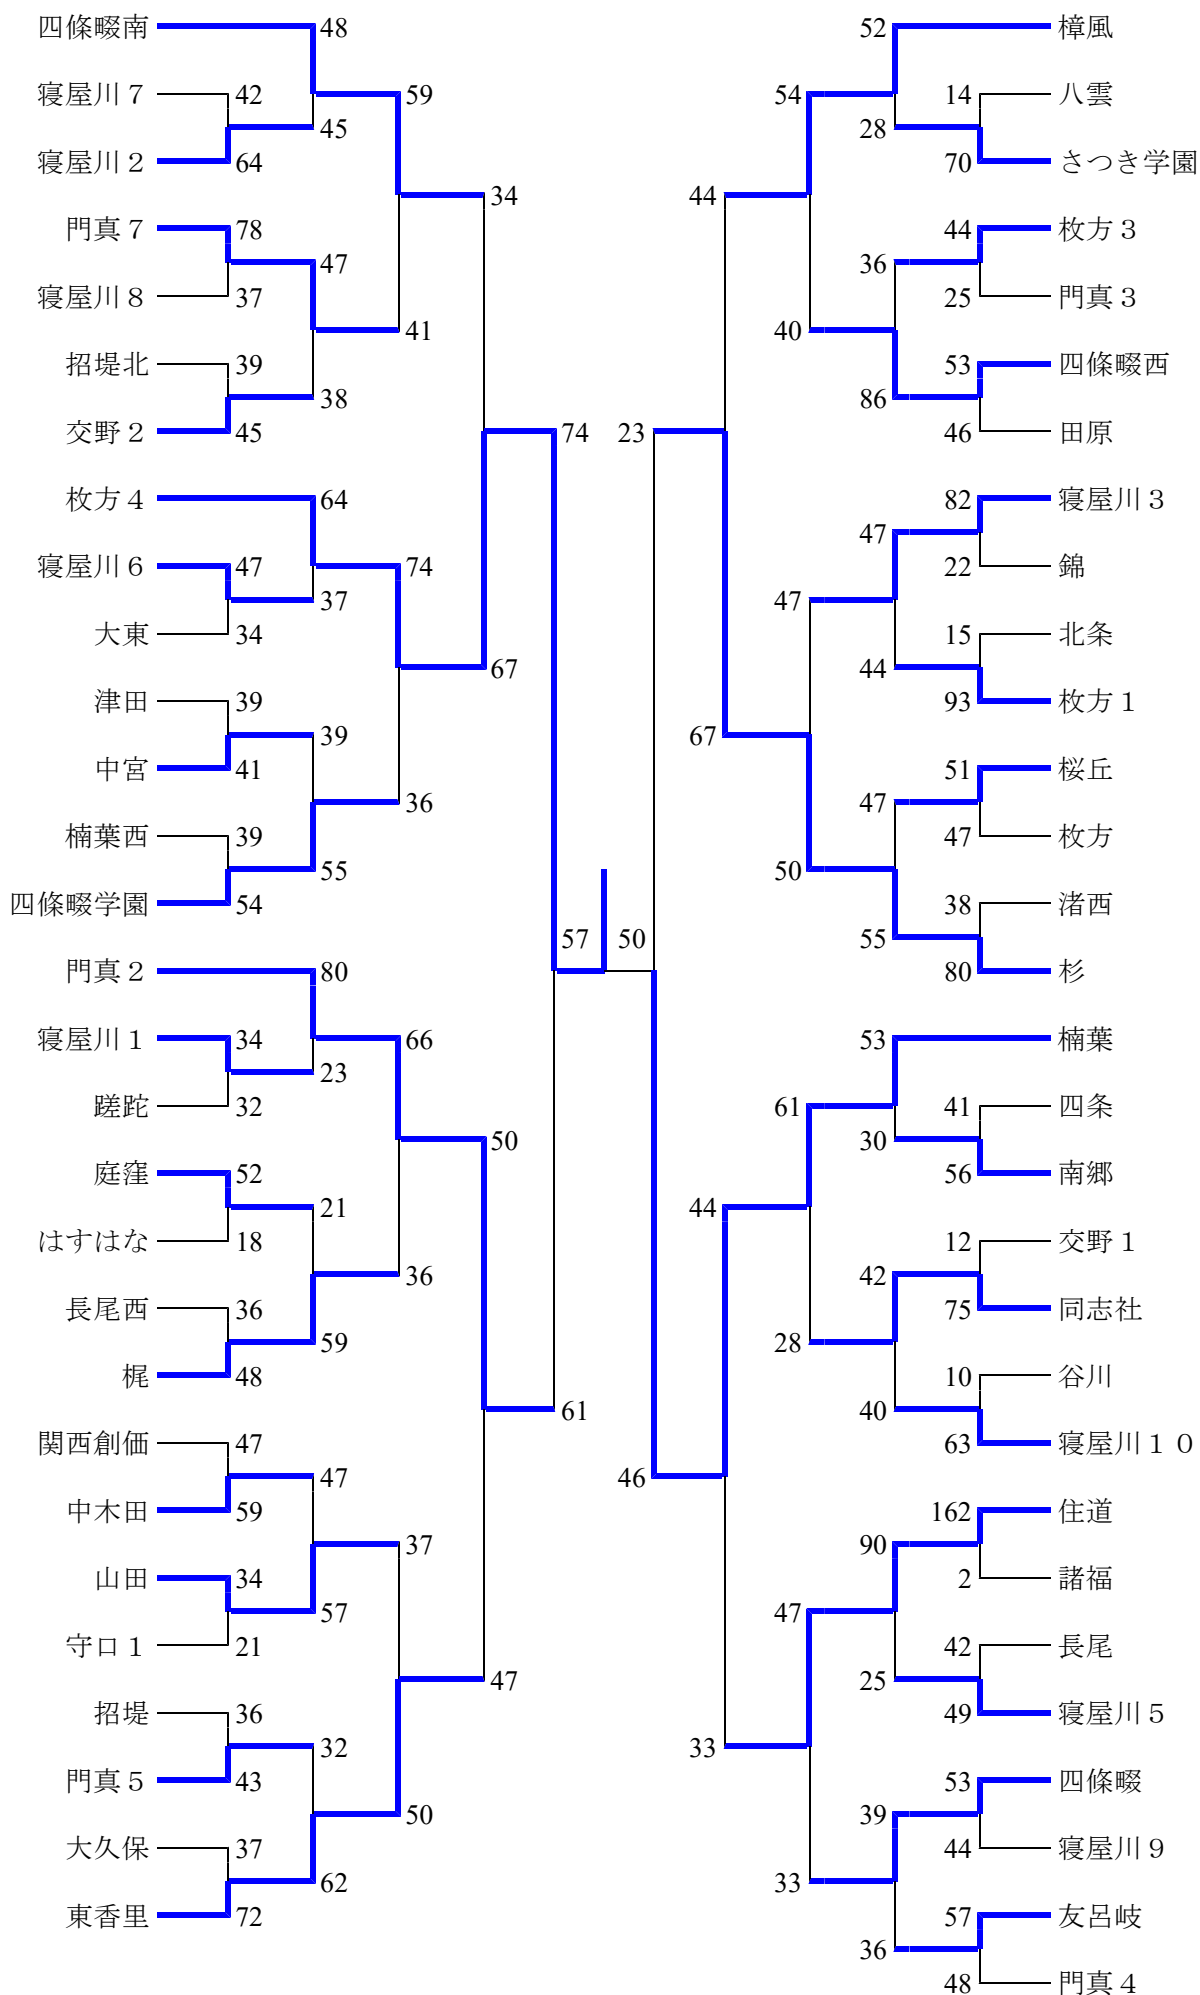 四條畷南 48 52 樟風
寝屋川７ 42 59 54 14 八雲
45 28
寝屋川２ 64 70 さつき学園
34 44
門真７ 78 44 枚方３
47 36
寝屋川８ 37 25 門真３
41 40
招堤北 39 53 四條畷西
38 86
交野２ 45 74 23 46 田原
枚方４ 64 82 寝屋川３
47
寝屋川６ 47 74 22 錦
37 47
大東 34 15 北条
67 44
津田 39 93 枚方１
39 67
中宮 41 51 桜丘
36 47
楠葉西 39 47 枚方
55 50
四條畷学園 54 38 渚西
57 50 55
門真２ 80 80 杉
寝屋川１ 34 66 53 楠葉
23
蹉跎 32 61 41 四条
50 30
庭窪 52 56 南郷
21 44
はすはな 18 12 交野１
36 42
長尾西 36 75 同志社
59 28
梶 48 10 谷川
61 40
関西創価 47 63 寝屋川１０
47 46
中木田 59 162 住道
37 90
山田 34 2 諸福
57 47
守口１ 21 42 長尾
47 25
招堤 36 49 寝屋川５
32 33
門真５ 43 53 四條畷
50 39
大久保 37 44 寝屋川９
62 33
東香里 72 57 友呂岐
36
48 門真４